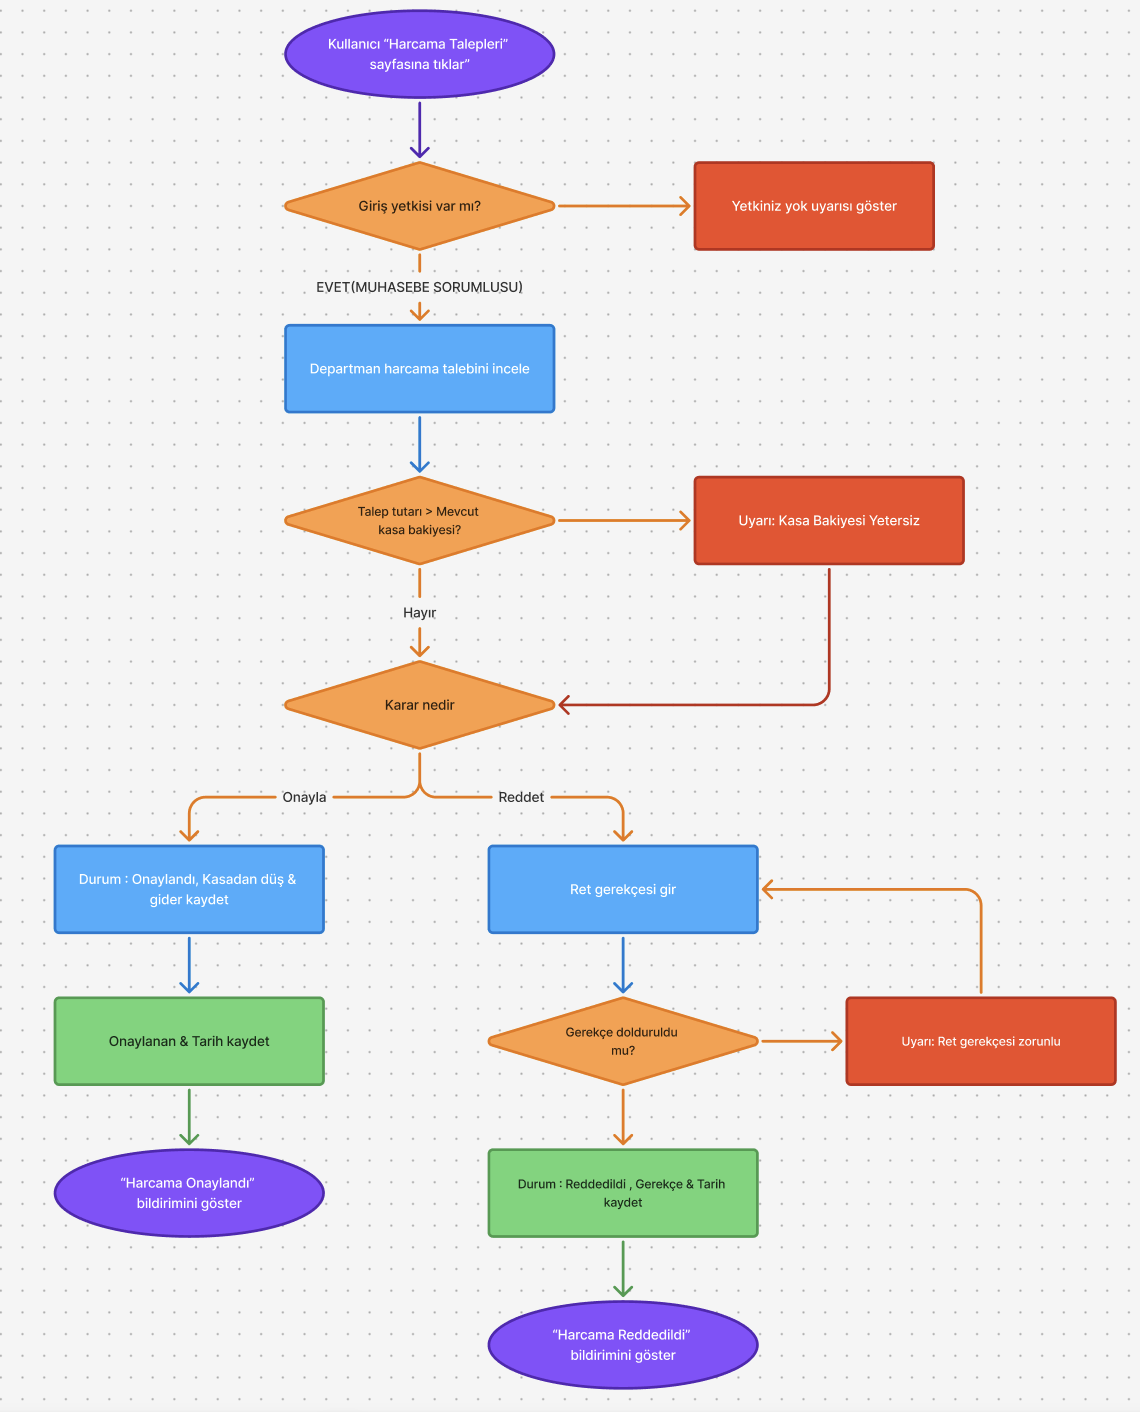 Kullanıcı “Harcama Talepleri”
sayfasına tıklar”
Giriş yetkisi var mı?
Yetkiniz yok uyarısı göster
EVET(MUHASEBE SORUMLUSU)
Departman harcama talebini incele
Talep tutarı > Mevcut
kasa bakiyesi?
Uyarı: Kasa Bakiyesi Yetersiz
Hayır
Karar nedir
Onayla
Reddet
Durum : Onaylandı, Kasadan düş &
gider kaydet
Ret gerekçesi gir
Onaylanan & Tarih kaydet
Gerekçe dolduruldu
mu?
Uyarı: Ret gerekçesi zorunlu
“Harcama Onaylandı”
bildirimini göster
Durum : Reddedildi , Gerekçe & Tarih
kaydet
“Harcama Reddedildi”
bildirimini göster